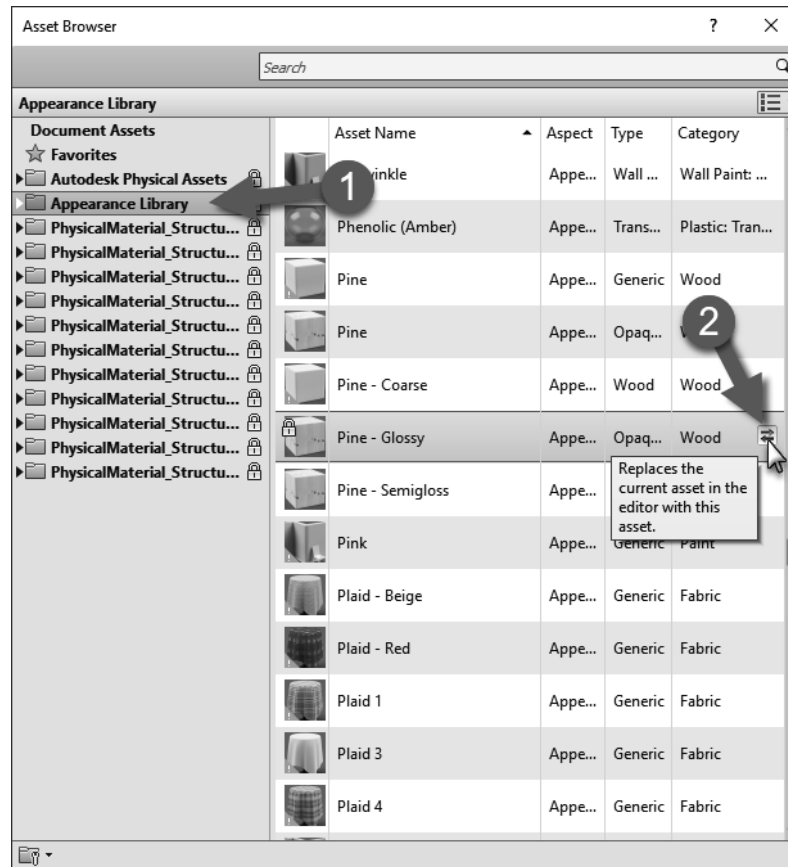 Asset Browser ? ×
Search
Appearance Library
Document Assets
Favorites
Autodesk Physical Assets
Appearance Library
PhysicalMaterial_Structu...
PhysicalMaterial_Structu...
PhysicalMaterial_Structu...
PhysicalMaterial_Structu...
PhysicalMaterial_Structu...
PhysicalMaterial_Structu...
PhysicalMaterial_Structu...
PhysicalMaterial_Structu...
PhysicalMaterial_Structu...
PhysicalMaterial_Structu...
PhysicalMaterial_Structu...
1
Asset Name Aspect Type Category
Appe... Wall ... Wall Paint: ...
Phenolic (Amber) Appe... Trans... Plastic: Tran...
Pine Appe... Generic Wood
2
Pine Appe... Opaq...
Pine - Coarse Appe... Wood Wood
Pine - Glossy Appe... Opaq... Wood
Pine - Semigloss Appe...
Replaces the
current asset in the
editor with this
asset.
Pink Appe... Generic Paint
Plaid - Beige Appe... Generic Fabric
Plaid - Red Appe... Generic Fabric
Plaid 1 Appe... Generic Fabric
Plaid 3 Appe... Generic Fabric
Plaid 4 Appe... Generic Fabric